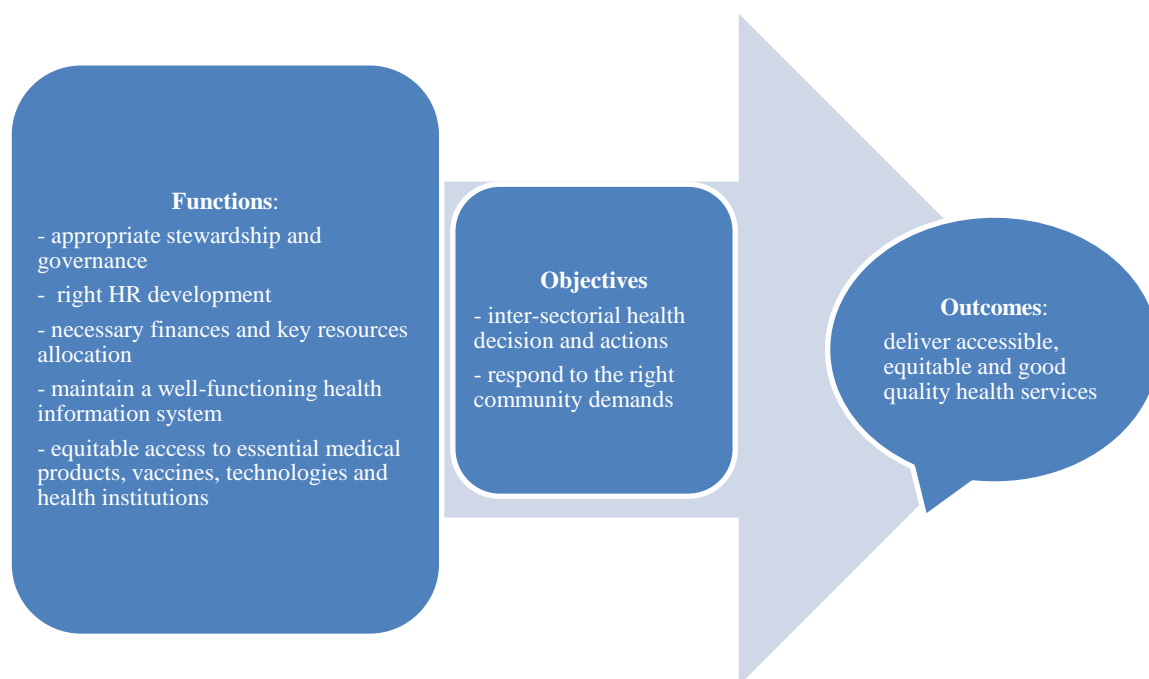 Functions:
- appropriate stewardship and
governance
-  right HR development
- necessary finances and key resources
allocation
- maintain a well-functioning health
information system
- equitable access to essential medical
products, vaccines, technologies and
health institutions
Objectives
- inter-sectorial health
decision and actions
- respond to the right
community demands
Outcomes:
deliver accessible,
equitable and good
quality health services